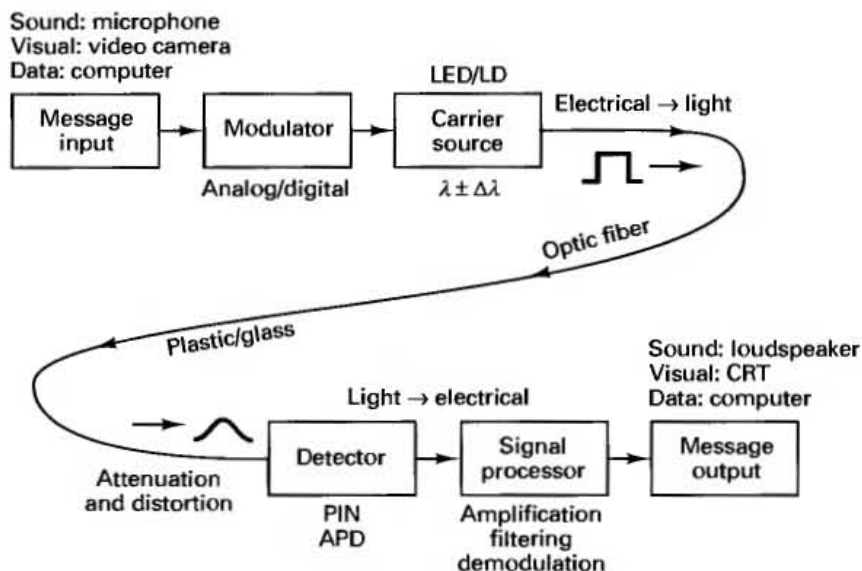 Sound: microphone
Visual: video camera
Data: computer
LED/LD
Message
input
Modulator
Carrier
source
Electrical → light
Analog/digital
λ ± Δλ
Optic fiber
Plastic/glass
Sound: loudspeaker
Visual: CRT
Data: computer
Light → electrical
Detector
Signal
processor
Message
output
Attenuation
and distortion
PIN
APD
Amplification
filtering
demodulation